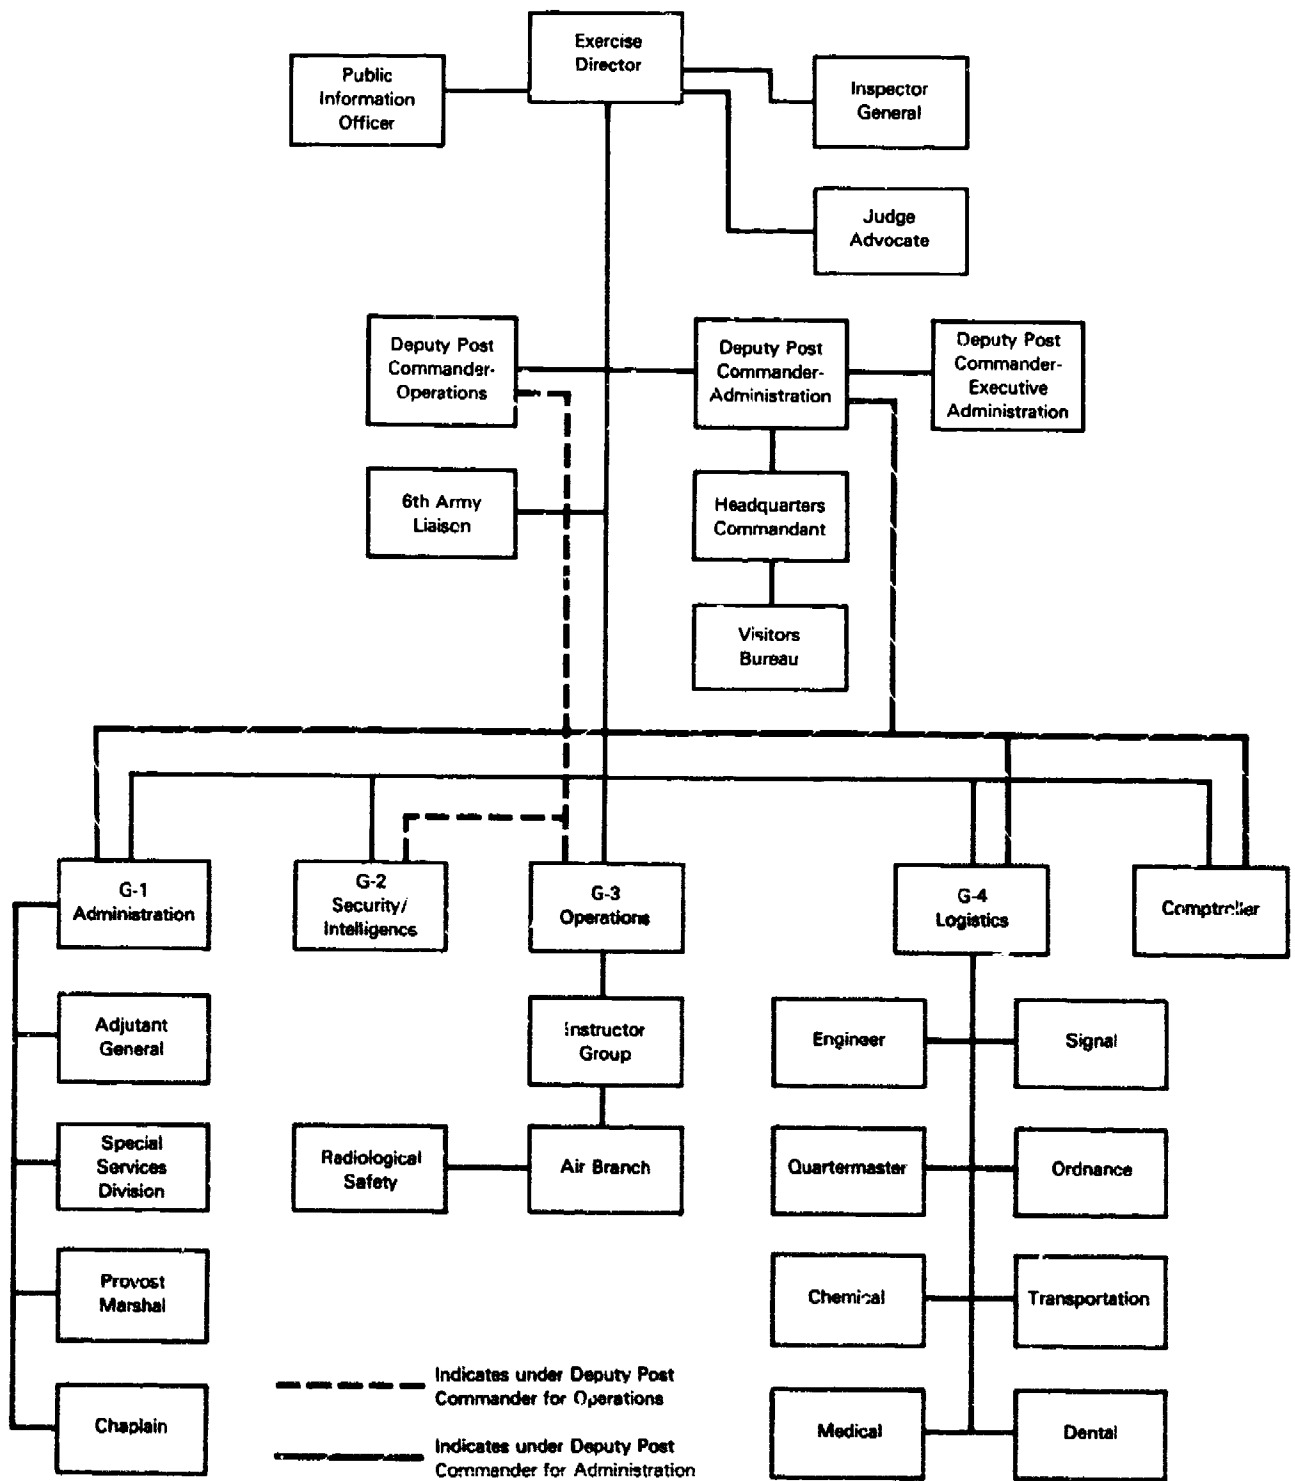 Exercise
Director
Public
Information
Officer
Inspector
General
Judge
Advocate
Deputy Post
Commander-
Operations
Deputy Post
Commander-
Administration
Deputy Post
Commander-
Executive
Administration
6th Army
Liaison
Headquarters
Commandant
Visitors
Bureau
G-1
Administration
G-2
Security/
Intelligence
G-3
Operations
G-4
Logistics
Comptroller
Adjutant
General
Instructor
Group
Engineer
Signal
Special
Services
Division
Radiological
Safety
Air Branch
Quartermaster
Ordnance
Provost
Marshal
Chemical
Transportation
Chaplain
Medical
Dental
Indicates under Deputy Post
Commander for Operations
Indicates under Deputy Post
Commander for Administration